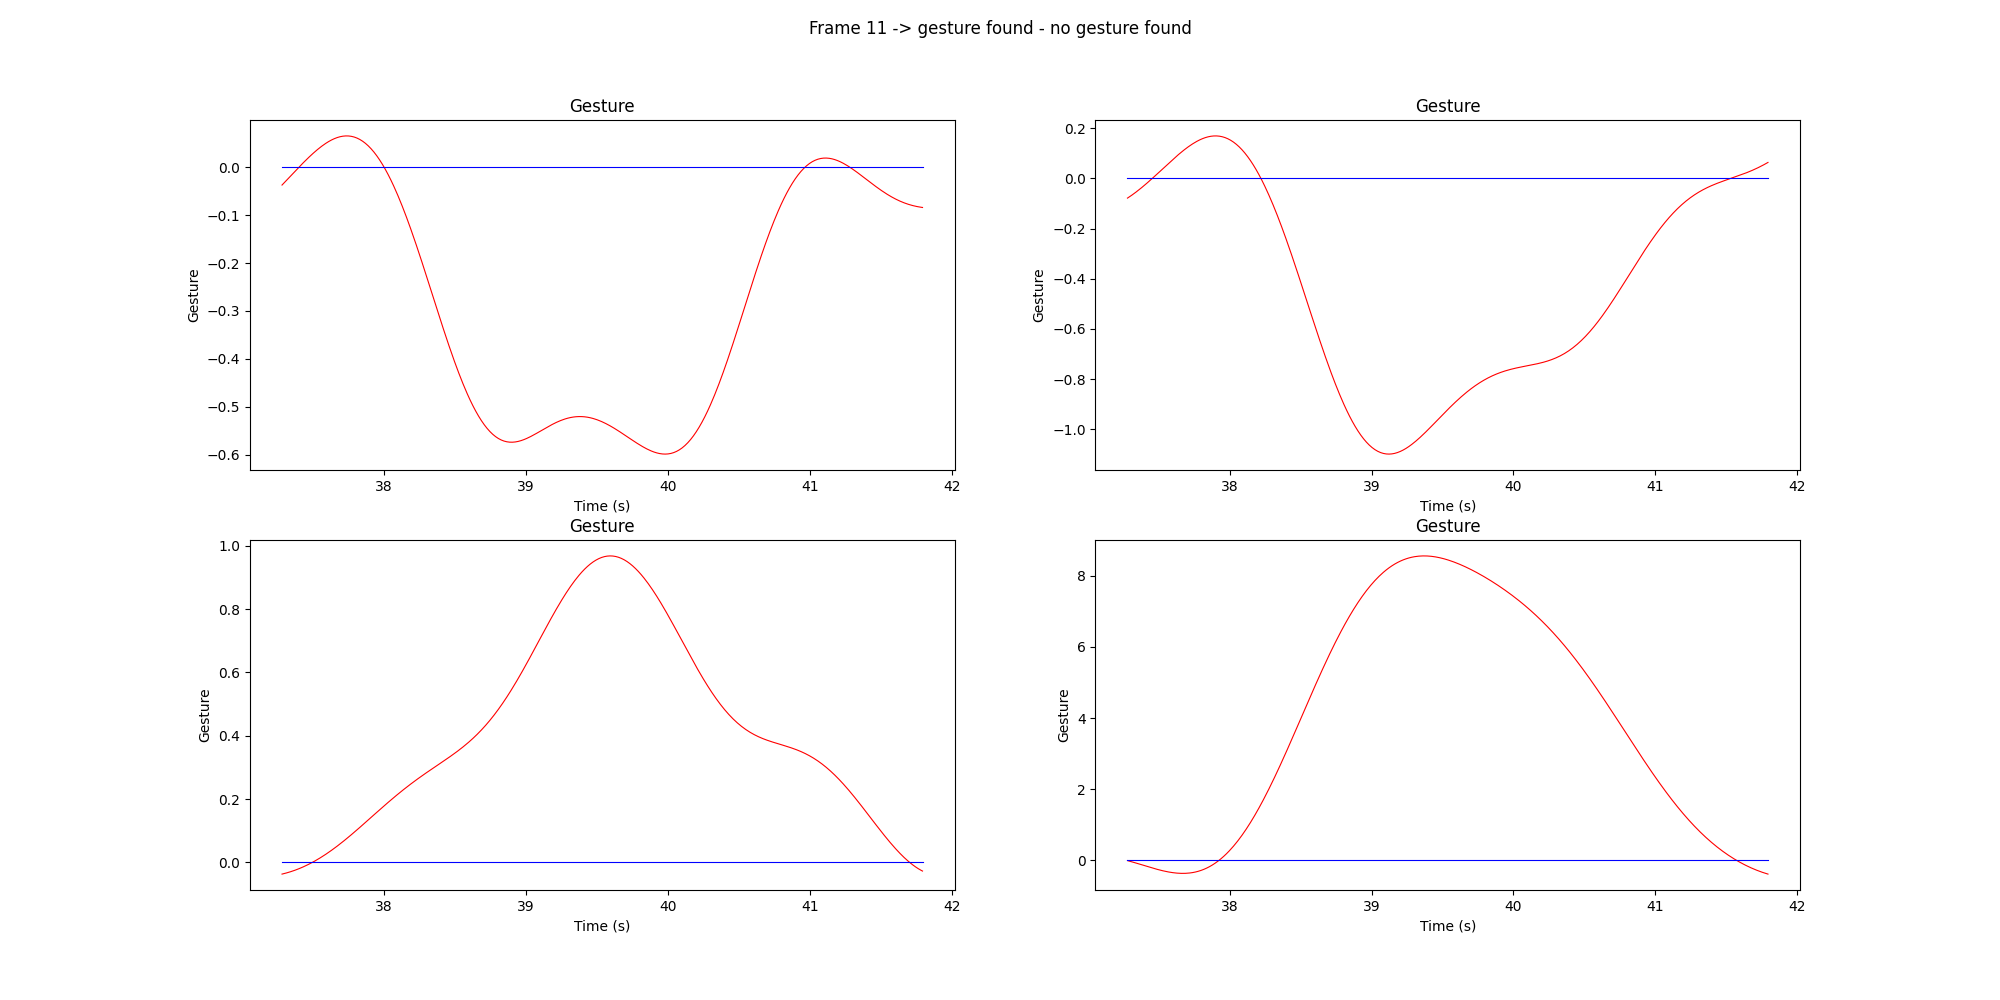 Frame 11 -> gesture found - no gesture found
Gesture
Gesture
0.0
−0.1
−0.2
−0.3
−0.4
−0.5
−0.6
Gesture
38 39 40 41 42
Time (s)
Gesture
0.2
0.0
−0.2
−0.4
−0.6
−0.8
−1.0
Gesture
38 39 40 41 42
Time (s)
Gesture
1.0
0.8
0.6
0.4
0.2
0.0
Gesture
38 39 40 41 42
Time (s)
Gesture
8
6
4
2
0
Gesture
38 39 40 41 42
Time (s)